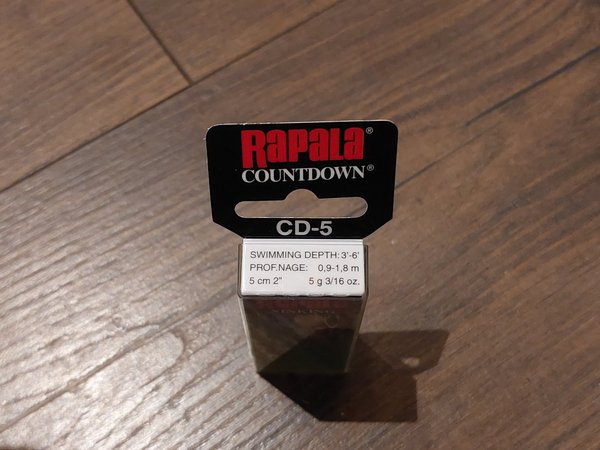 RAPALA®
COUNTDOWN®
CD-5
SWIMMING DEPTH: 3'-6'
PROF.NAGE: 0,9-1,8 m
5 cm 2" 5 g 3/16 oz.
SINKING